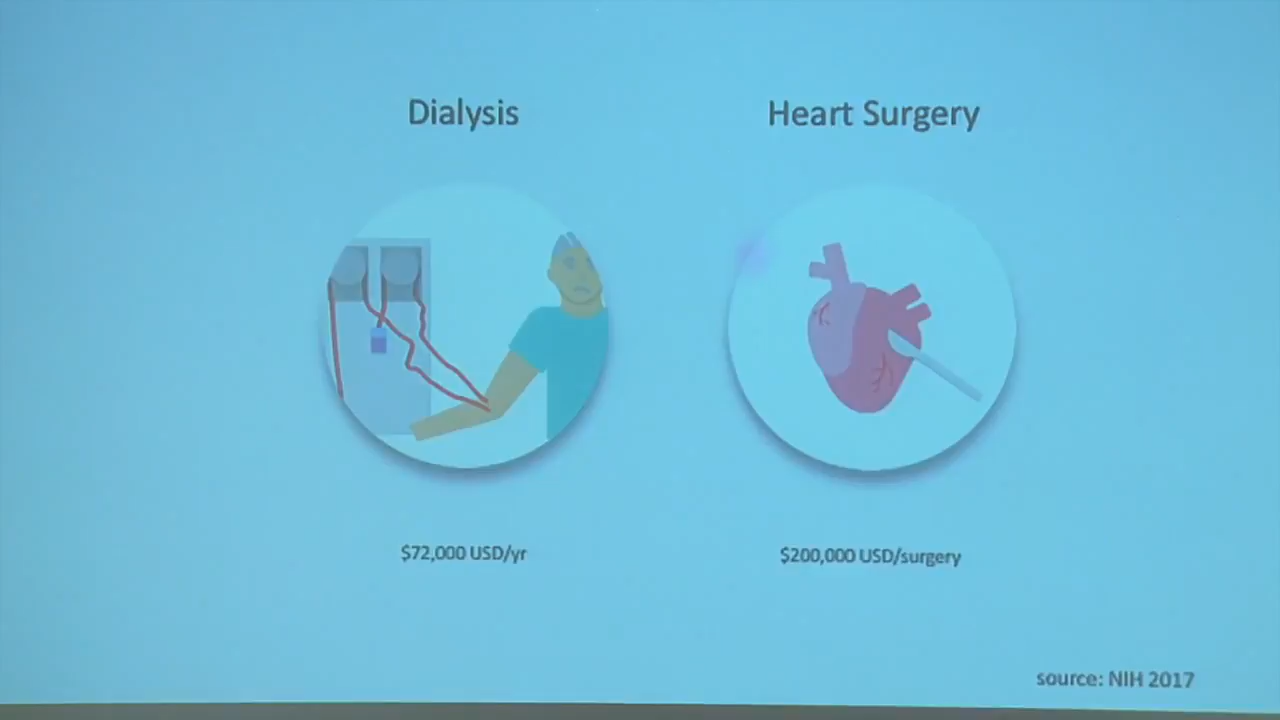 Dialysis
Heart Surgery
$72,000 USD/yr
$200,000 USD/surgery
source: NIH 2017